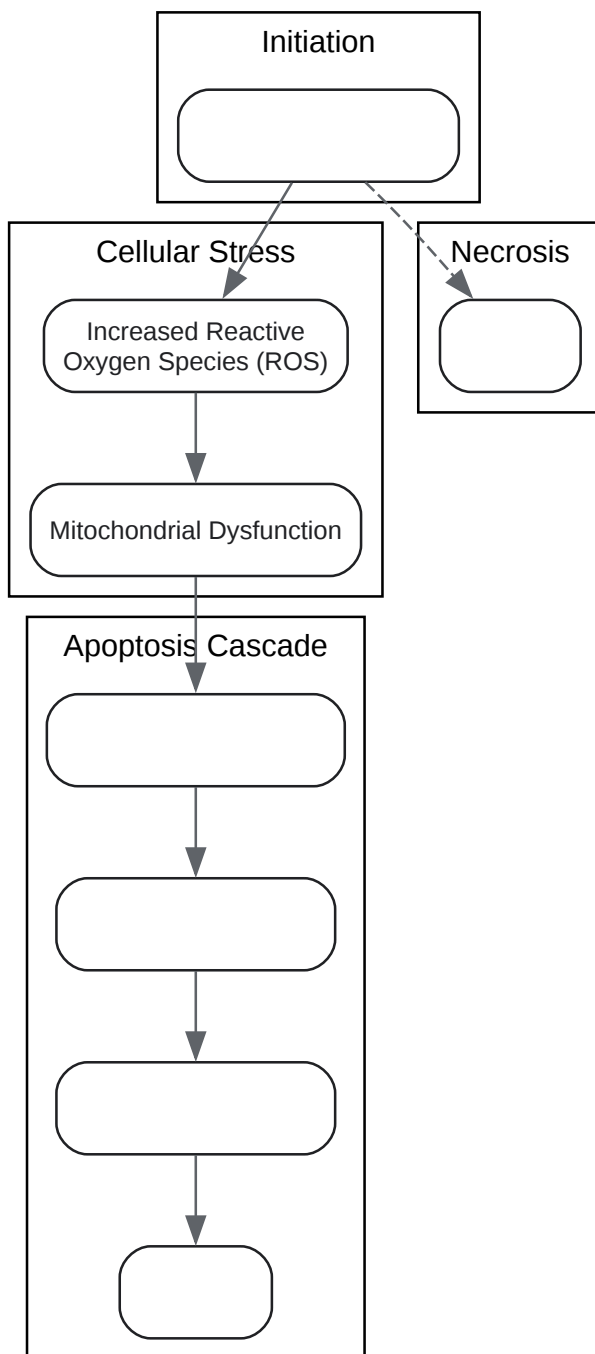 Initiation
Cellular Stress
Necrosis
Increased Reactive
Oxygen Species (ROS)
Mitochondrial Dysfunction
Apoptosis Cascade